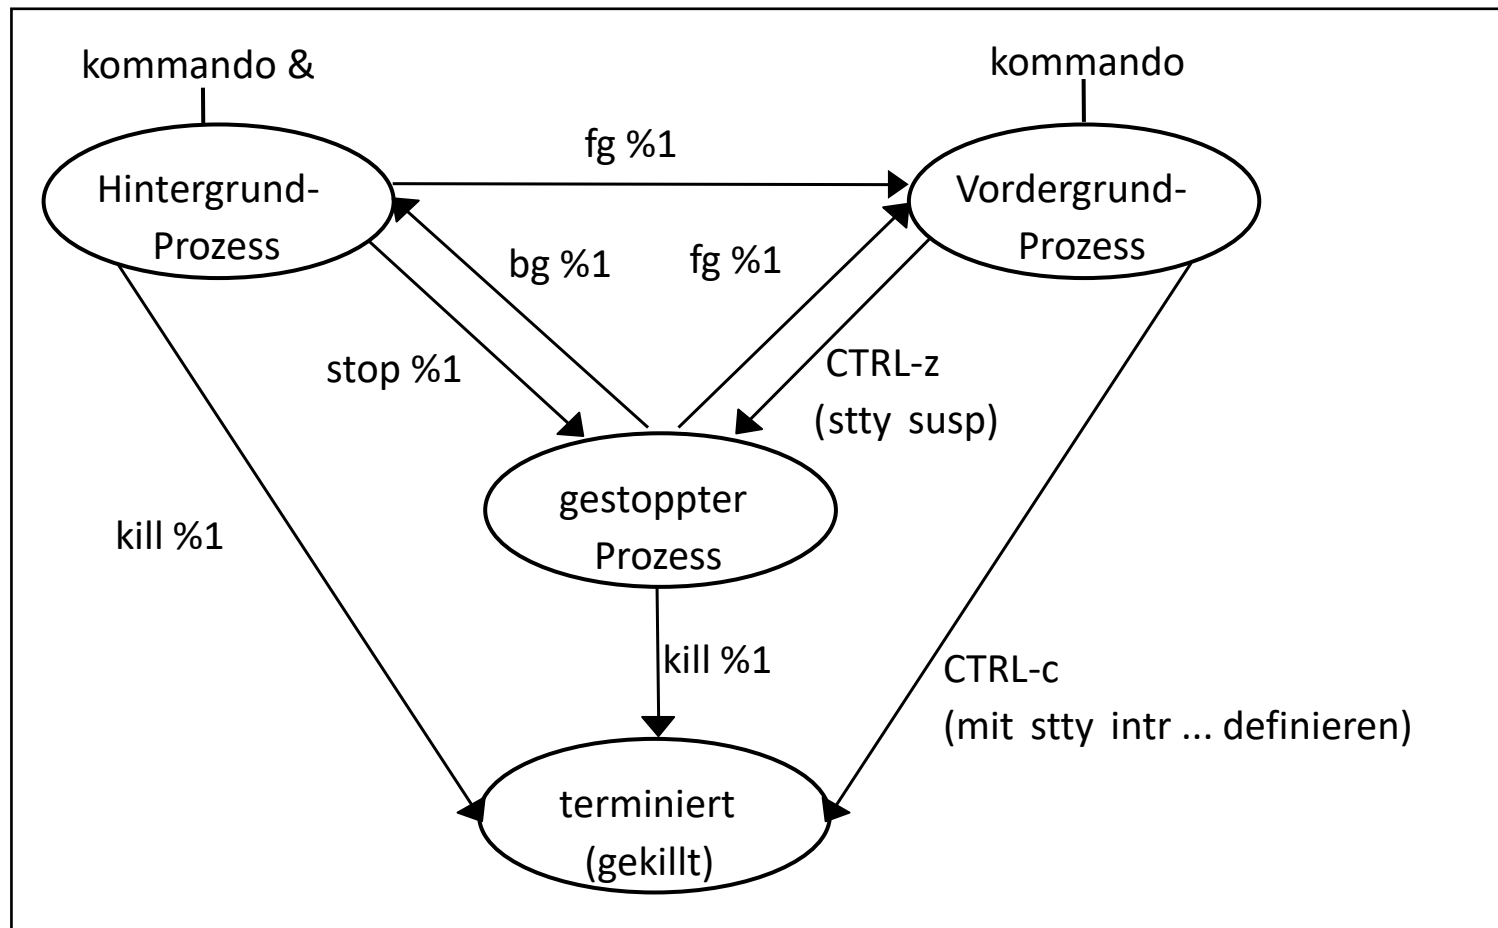 kommando &
kommando
fg %1
Hintergrund-
Prozess
Vordergrund-
Prozess
bg %1
fg %1
stop %1
CTRL-z
(stty susp)
gestoppter
Prozess
kill %1
kill %1
CTRL-c
(mit stty intr ... definieren)
terminiert
(gekillt)